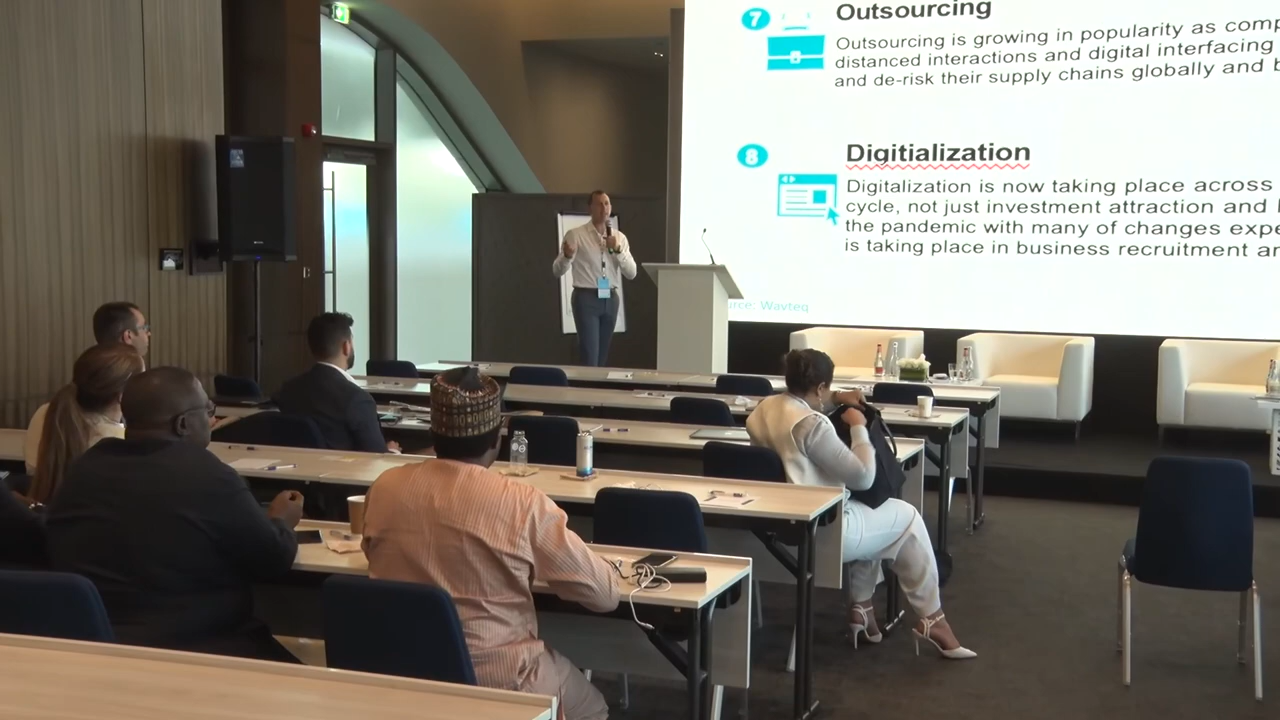 7
Outsourcing
Outsourcing is growing in popularity as comp
distanced interactions and digital interfacing
and de-risk their supply chains globally and b
8
Digitialization
Digitalization is now taking place across
cycle, not just investment attraction and
the pandemic with many of changes expe
is taking place in business recruitment an
urce: Wavteq